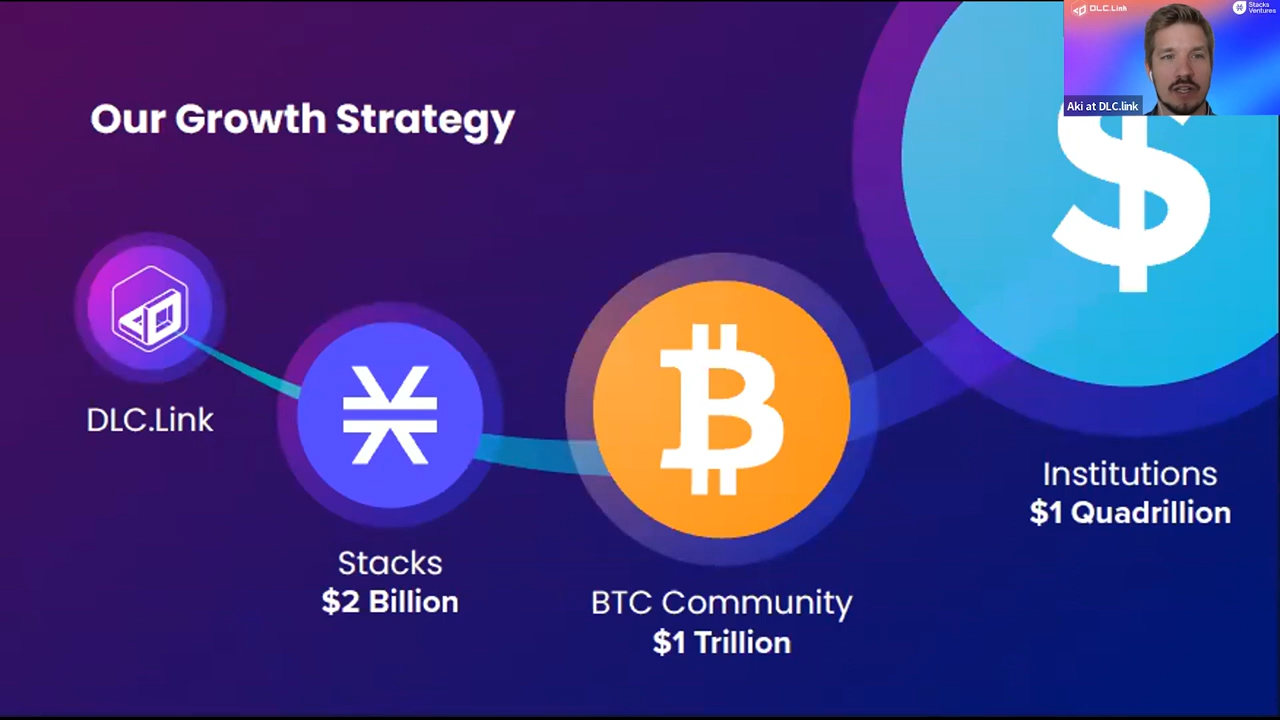 DLC.Link
Stacks
Ventures
Aki at DLC.link
Our Growth Strategy
$
DLC.Link
Stacks
$2 Billion
BTC Community
$1 Trillion
Institutions
$1 Quadrillion